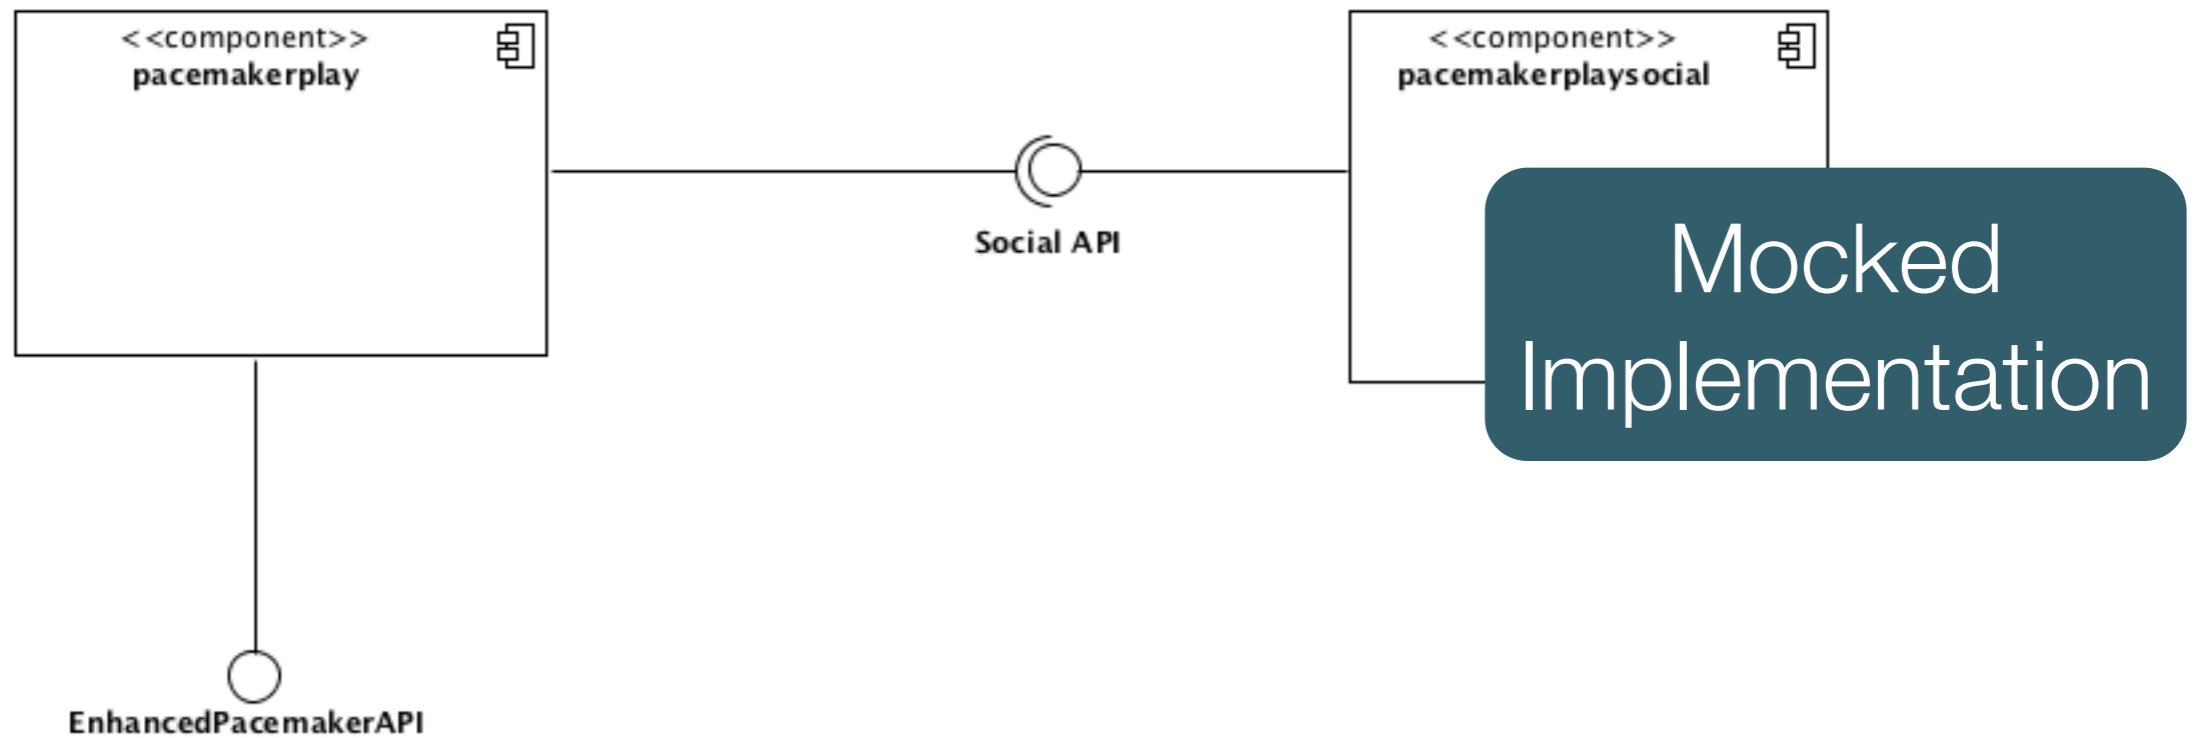 <<component>>
pacemakerplay
<<component>>
pacemakerplaysocial
Social API
Mocked
Implementation
EnhancedPacemakerAPI